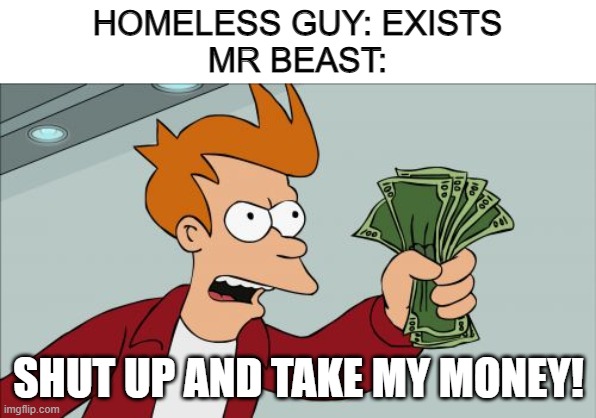 HOMELESS GUY: EXISTS
MR BEAST:
SHUT UP AND TAKE MY MONEY!
imgflip.com